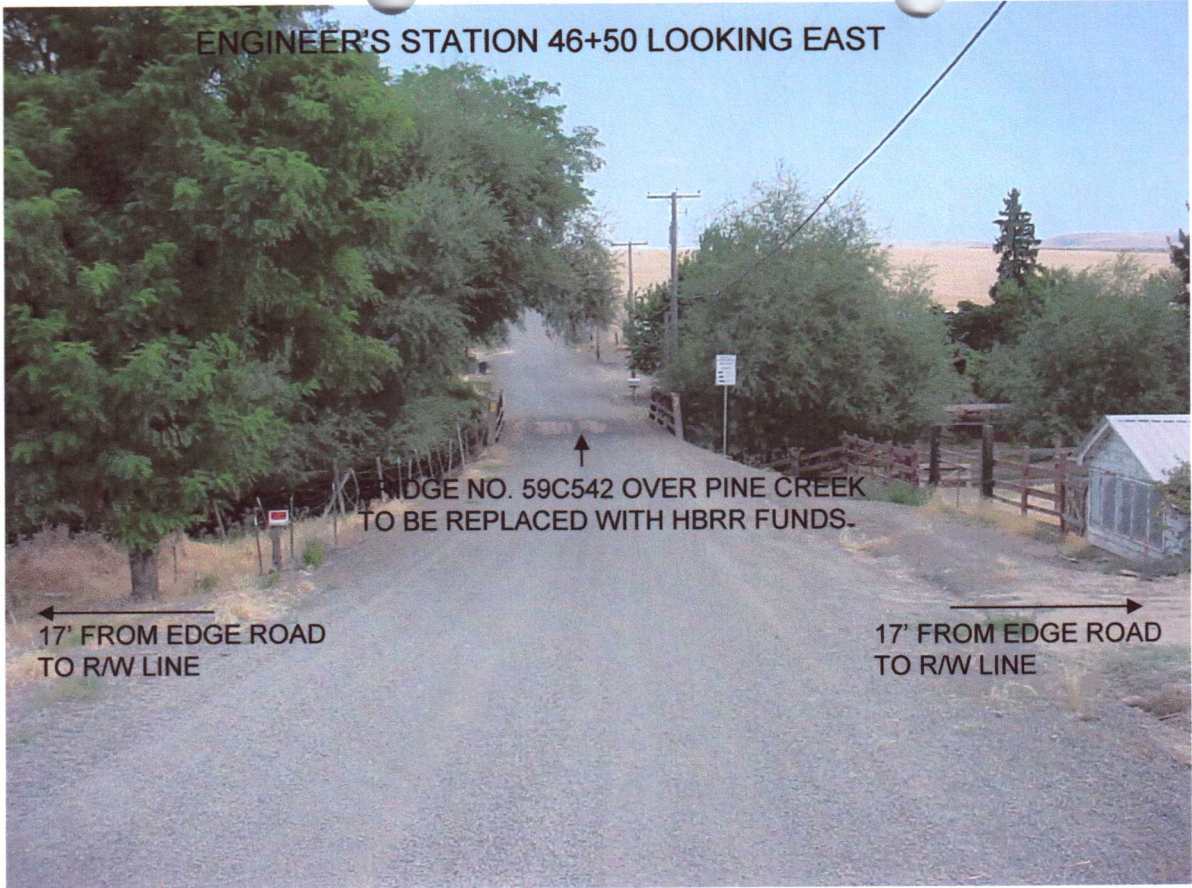 ENGINEER'S STATION 46+50 LOOKING EAST
BRIDGE NO. 59C542 OVER PINE CREEK
TO BE REPLACED WITH HBRR FUNDS-
17' FROM EDGE ROAD
TO R/W LINE
17' FROM EDGE ROAD
TO R/W LINE